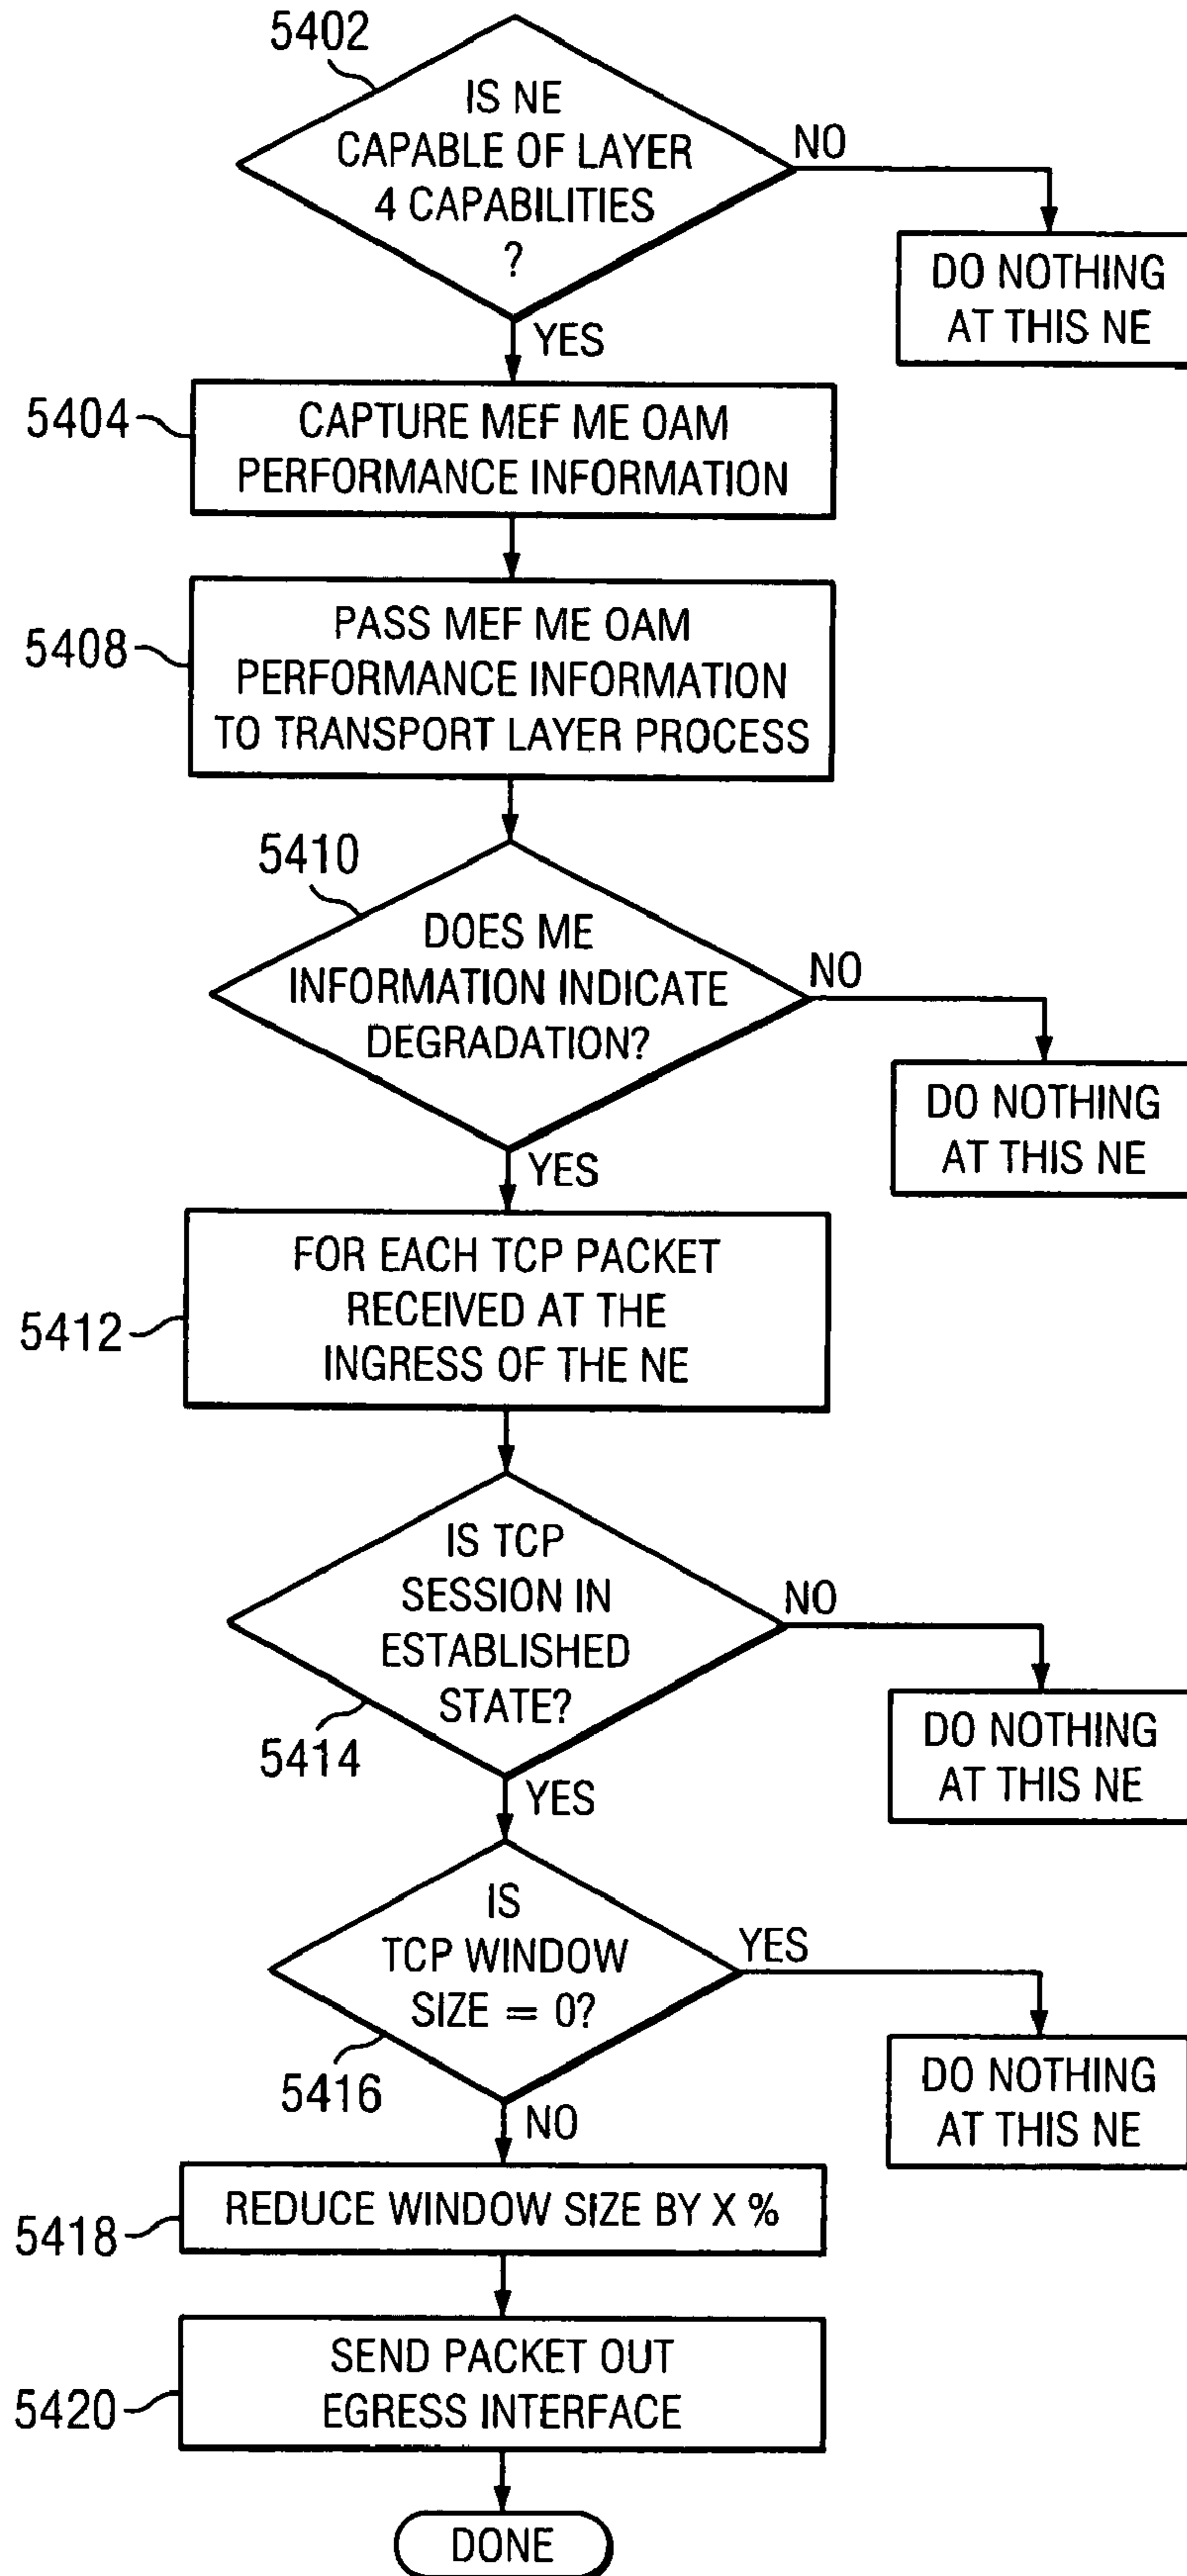 5402
IS NE
CAPABLE OF LAYER
4 CAPABILITIES
?
NO
DO NOTHING
AT THIS NE
YES
5404
CAPTURE MEF ME OAM
PERFORMANCE INFORMATION
5408
PASS MEF ME OAM
PERFORMANCE INFORMATION
TO TRANSPORT LAYER PROCESS
5410
DOES ME
INFORMATION INDICATE
DEGRADATION?
NO
DO NOTHING
AT THIS NE
YES
5412
FOR EACH TCP PACKET
RECEIVED AT THE
INGRESS OF THE NE
IS TCP
SESSION IN
ESTABLISHED
STATE?
5414
NO
DO NOTHING
AT THIS NE
YES
IS
TCP WINDOW
SIZE = 0?
5416
YES
DO NOTHING
AT THIS NE
NO
5418
REDUCE WINDOW SIZE BY X %
5420
SEND PACKET OUT
EGRESS INTERFACE
DONE